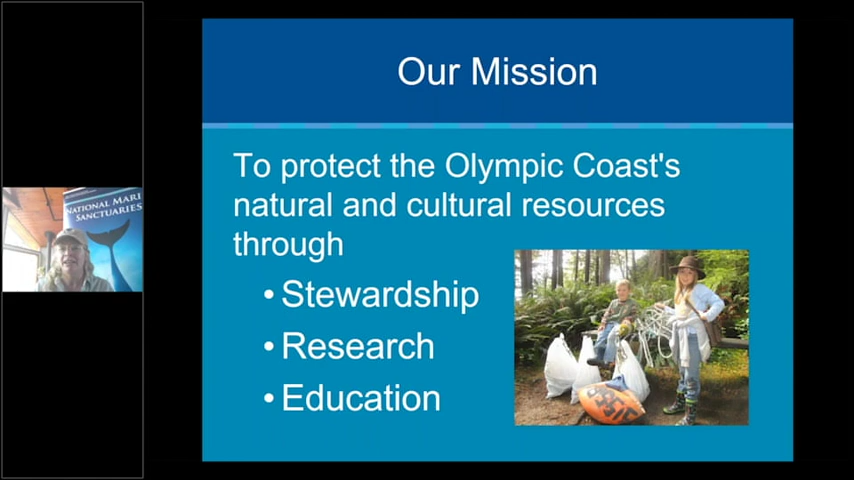 Our Mission
To protect the Olympic Coast's
natural and cultural resources
through
• Stewardship
• Research
• Education
NATIONAL MARI
SANCTUARIES